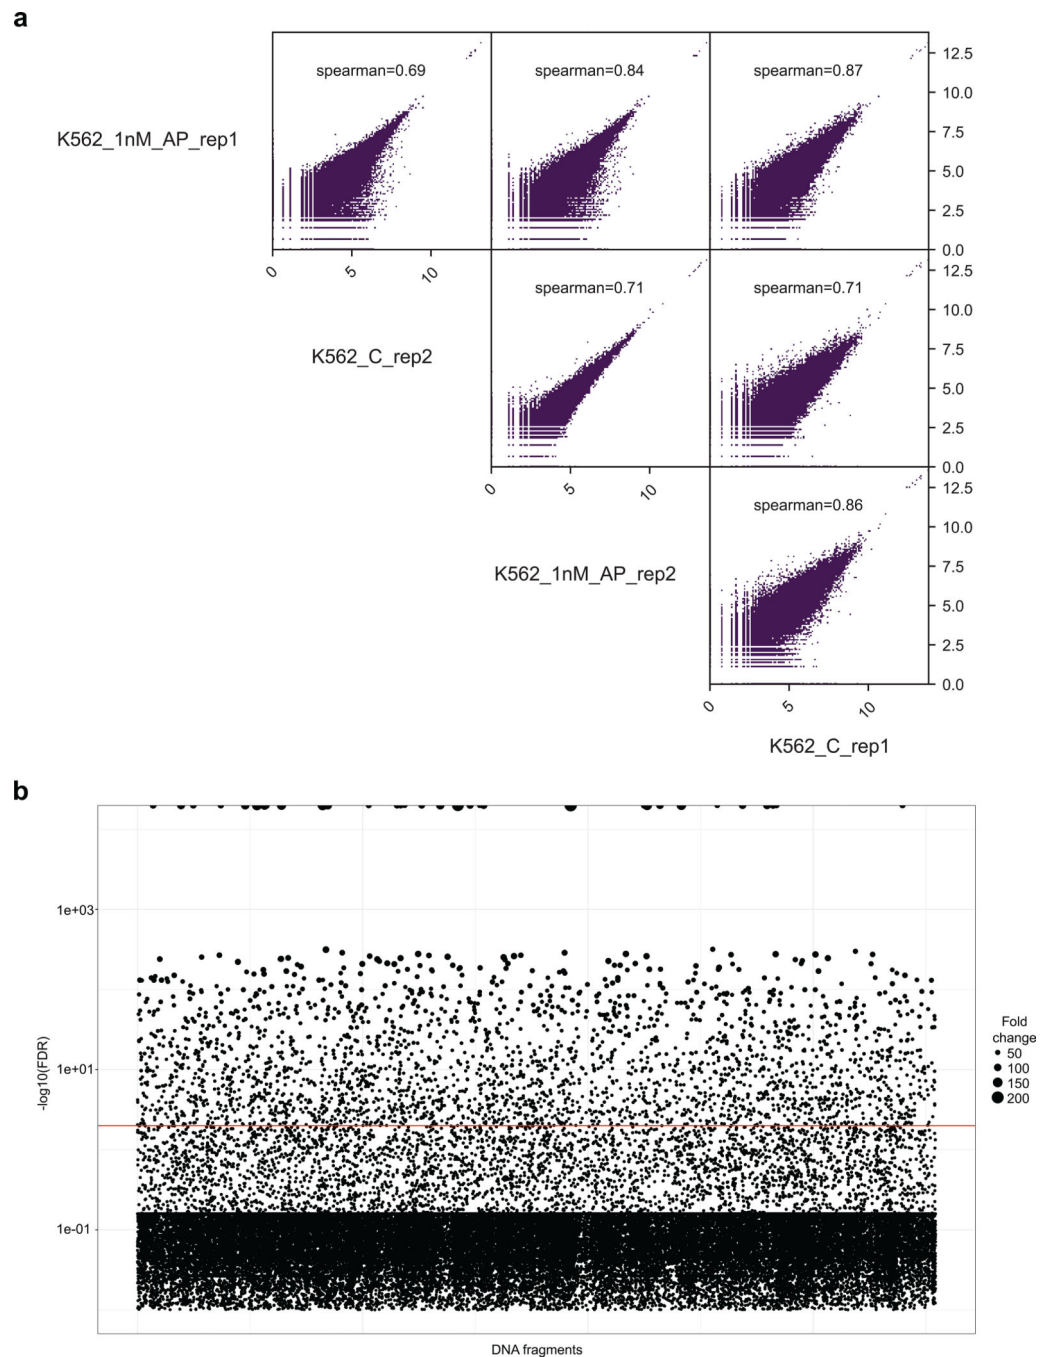 a
spearman=0.69
spearman=0.84
spearman=0.87
12.5
10.0
7.5
5.0
2.5
0.0
K562_1nM_AP_rep1
0
5
10
spearman=0.71
spearman=0.71
12.5
10.0
7.5
5.0
2.5
0.0
K562_C_rep2
0
5
10
spearman=0.86
12.5
10.0
7.5
5.0
2.5
0.0
K562_1nM_AP_rep2
0
5
10
K562_C_rep1
b
1e+03
1e+01
1e-01
-log10(FDR)
DNA fragments
Fold
change
50
100
150
200